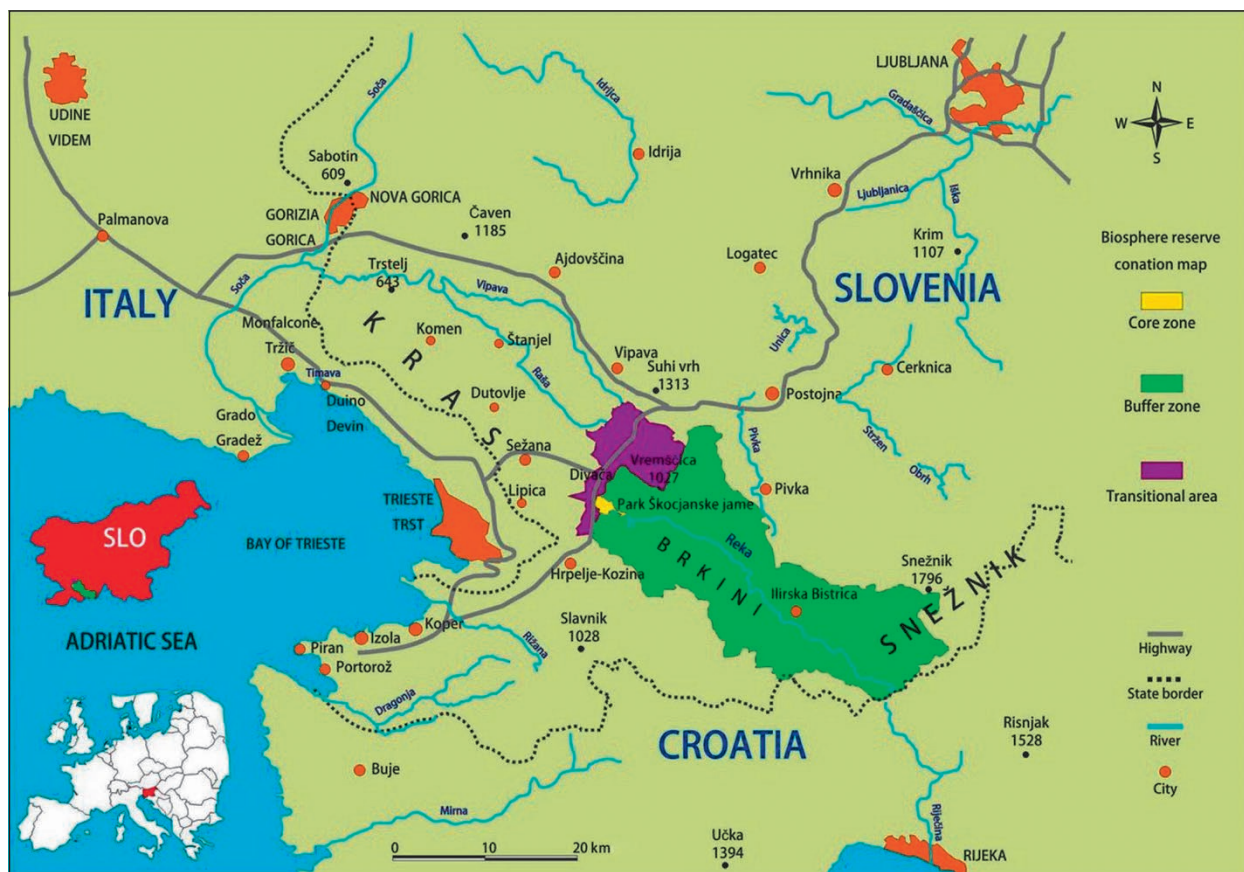 UDINE
VIDEM
Soča
Idrijca
LJUBLJANA
Gradaščica
N
W
E
S
Sabotin
609
Idrija
Vrhnika
NOVA GORICA
Ljubljanica
Iška
GORIZIA
GORICA
Palmanova
Čaven
1185
Krim
1107
Biosphere reserve
conation map
Trstelj
643
Ajdovščina
Logatec
ITALY
Soča
Vipava
SLOVENIA
Core zone
Monfalcone
Tržič
KRAS
Komen
Štanjel
Unica
Timava
Raša
Vipava
Suhi vrh
1313
Cerknica
Duino
Devin
Dutovlje
Postojna
Buffer zone
Grado
Gradež
Pivka
Stržen
Sežana
Divača
Vremščica
1027
Obrh
Lipica
Pivka
Transitional area
TRIESTE
TRST
Park Škocjanske jame
SLO
BAY OF TRIESTE
Reka
BRKINI
Hrpelje-Kozina
Snežnik
1796
SNEŽNIK
Ilirska Bistrica
Slavnik
1028
ADRIATIC SEA
Koper
Izola
Rižana
Piran
Portorož
Highway
Dragonja
State border
CROATIA
Risnjak
1528
River
Buje
City
Mirna
Riječina
Učka
1394
0
10
20 km
RIJEKA